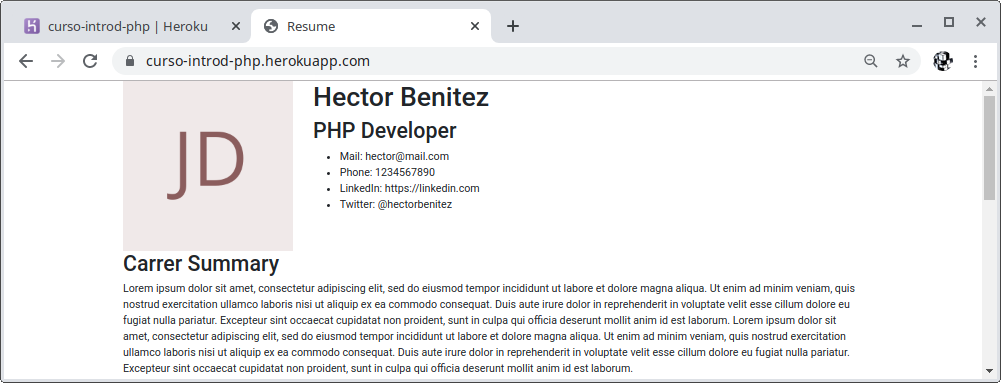 curso-introd-php | Heroku
Resume
curso-introd-php.herokuapp.com
JD
Hector Benitez
PHP Developer
Mail: hector@mail.com
Phone: 1234567890
LinkedIn: https://linkedin.com
Twitter: @hectorbenitez
Carrer Summary
Lorem ipsum dolor sit amet, consectetur adipiscing elit, sed do eiusmod tempor incididunt ut labore et dolore magna aliqua. Ut enim ad minim veniam, quis
nostrud exercitation ullamco laboris nisi ut aliquip ex ea commodo consequat. Duis aute irure dolor in reprehenderit in voluptate velit esse cillum dolore eu
fugiat nulla pariatur. Excepteur sint occaecat cupidatat non proident, sunt in culpa qui officia deserunt mollit anim id est laborum. Lorem ipsum dolor sit
amet, consectetur adipiscing elit, sed do eiusmod tempor incididunt ut labore et dolore magna aliqua. Ut enim ad minim veniam, quis nostrud exercitation
ullamco laboris nisi ut aliquip ex ea commodo consequat. Duis aute irure dolor in reprehenderit in voluptate velit esse cillum dolore eu fugiat nulla pariatur.
Excepteur sint occaecat cupidatat non proident, sunt in culpa qui officia deserunt mollit anim id est laborum.